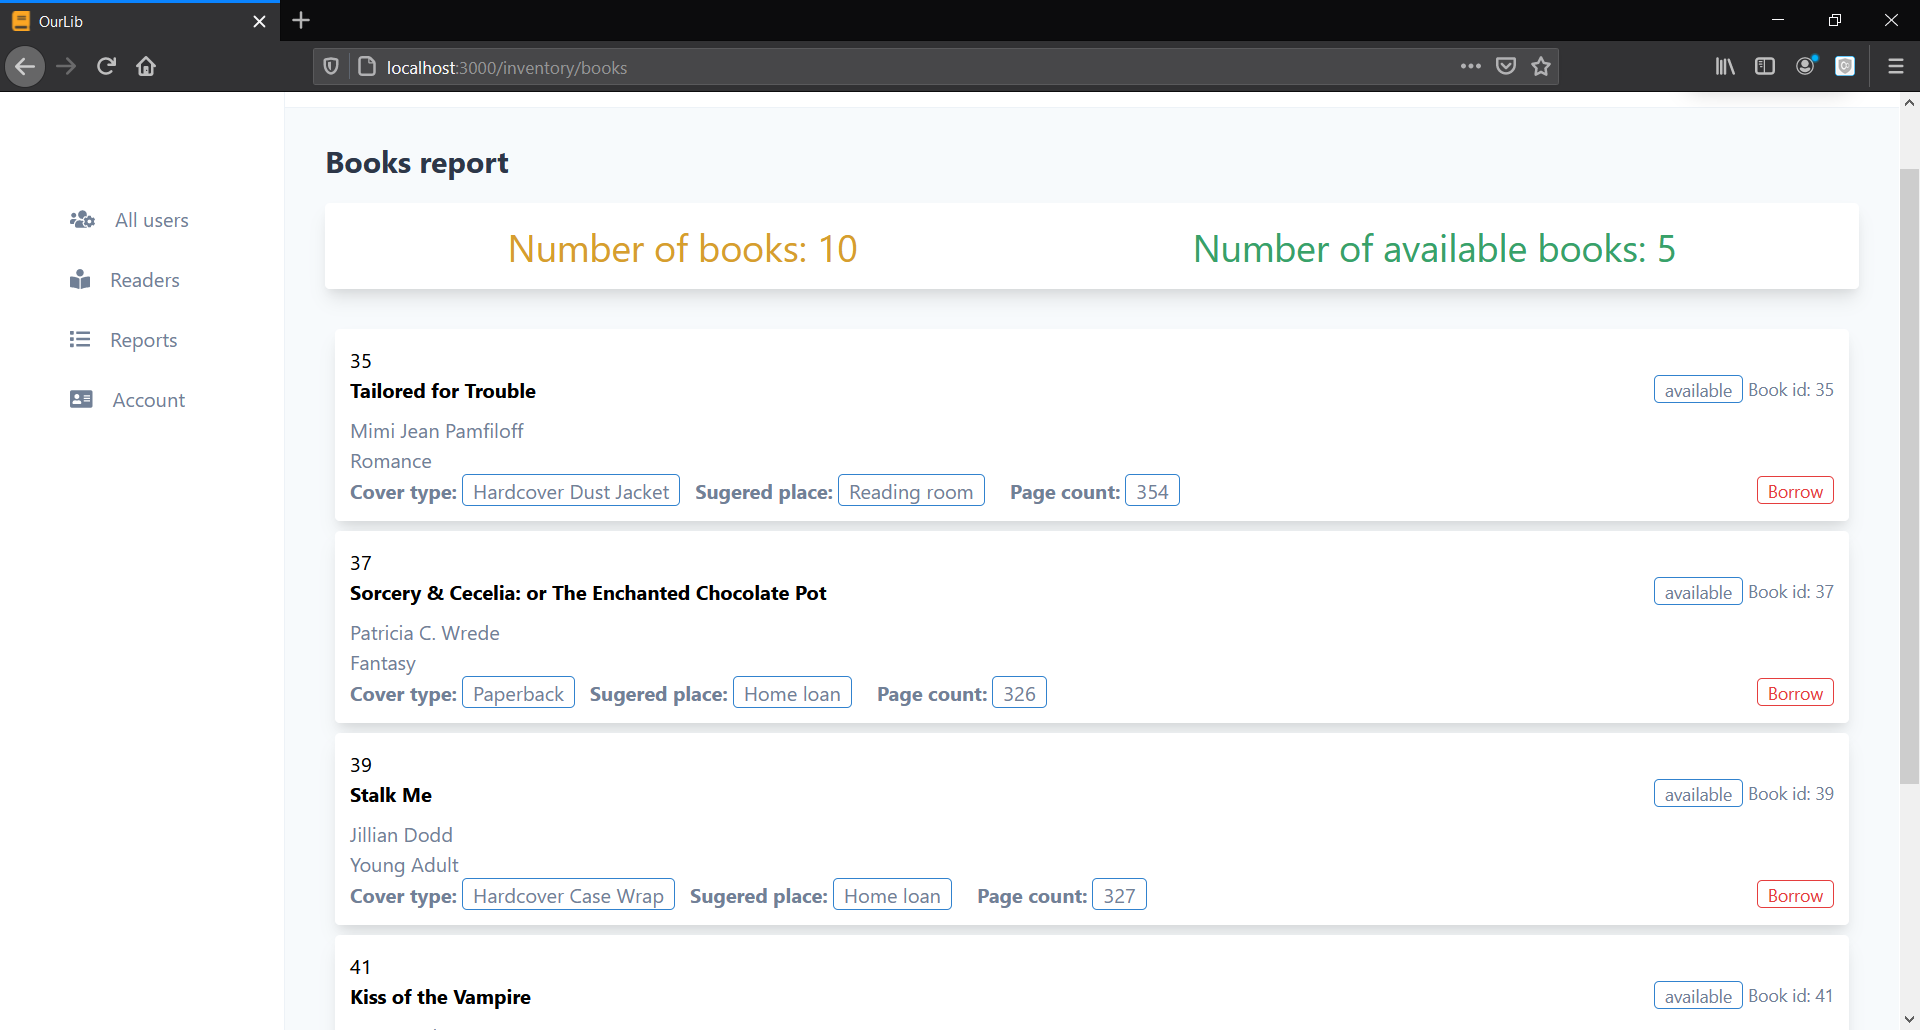 OurLib
localhost:3000/inventory/books
All users
Readers
Reports
Account
Books report
Number of books: 10 Number of available books: 5
35
Tailored for Trouble available Book id: 35
Mimi Jean Pamfiloff
Romance
Cover type: Hardcover Dust Jacket Sugered place: Reading room Page count: 354 Borrow
37
Sorcery & Cecelia: or The Enchanted Chocolate Pot available Book id: 37
Patricia C. Wrede
Fantasy
Cover type: Paperback Sugered place: Home loan Page count: 326 Borrow
39
Stalk Me available Book id: 39
Jillian Dodd
Young Adult
Cover type: Hardcover Case Wrap Sugered place: Home loan Page count: 327 Borrow
41
Kiss of the Vampire available Book id: 41